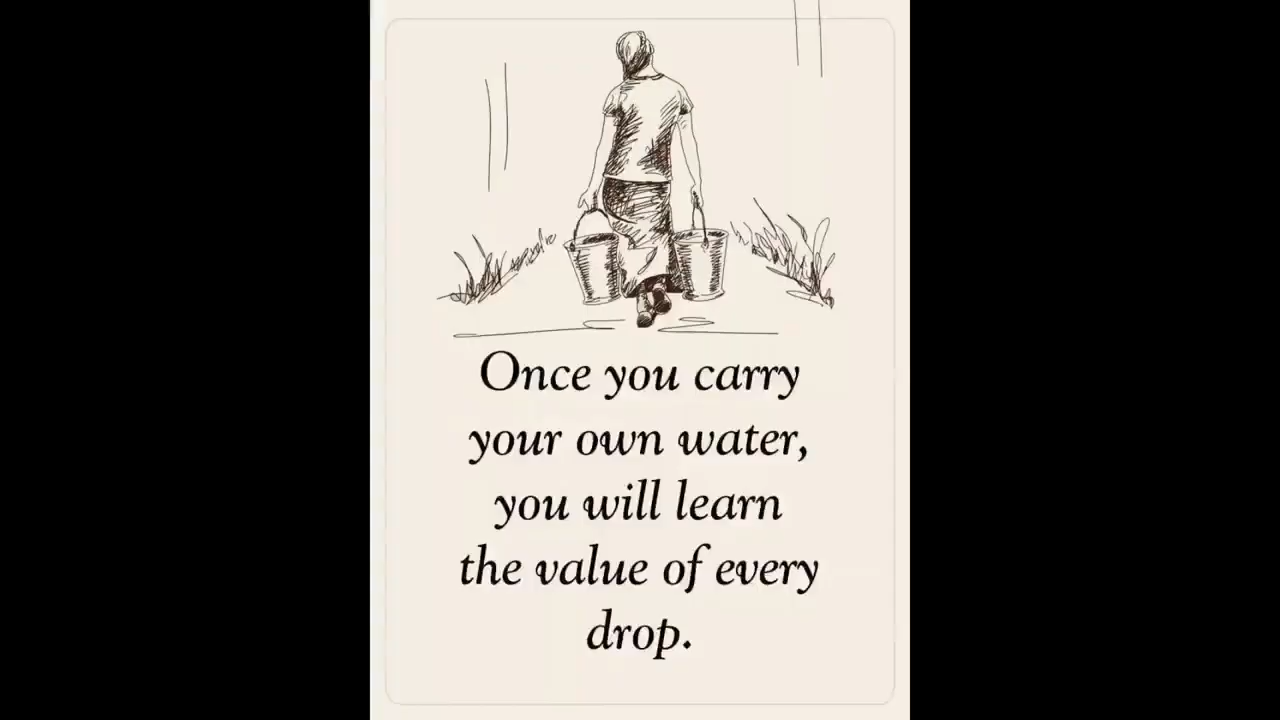 Once you carry
your own water,
you will learn
the value of every
drop.